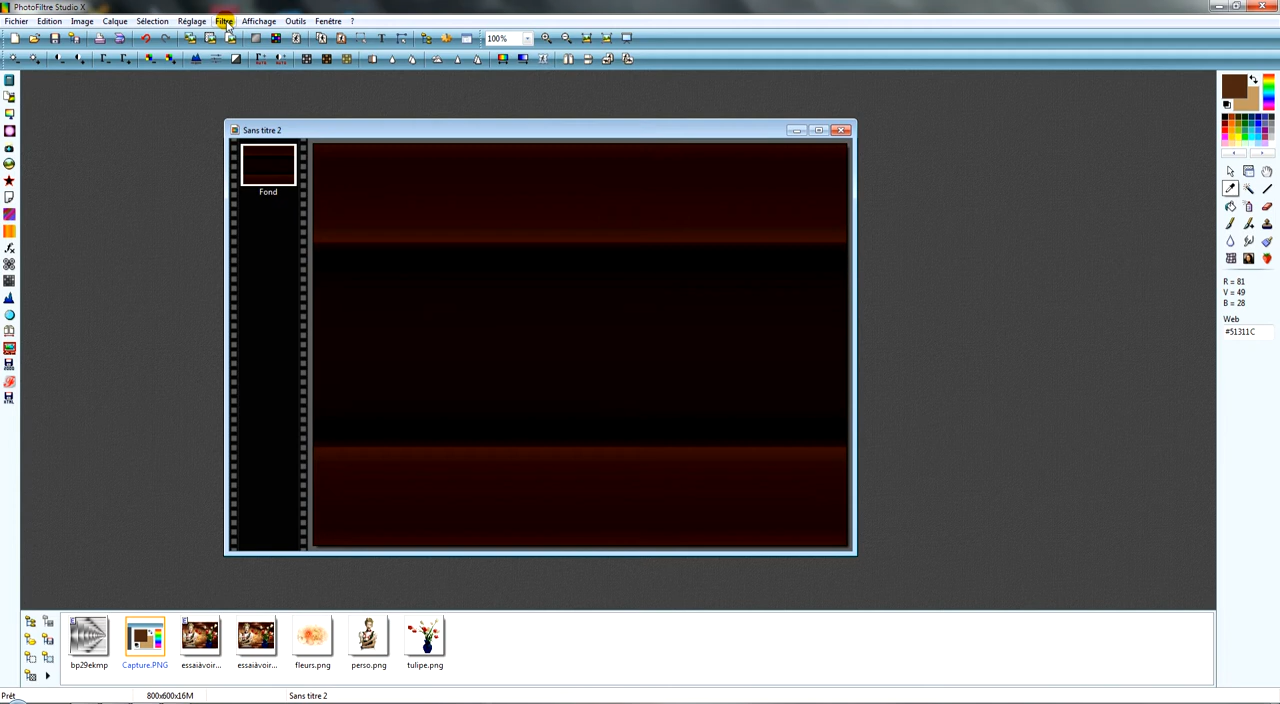 PhotoFiltre Studio X
Fichier Edition Image Calque Sélection Réglage Filtre Affichage Outils Fenêtre ?
100%
Sans titre 2
Fond
R = 81
V = 49
B = 28
Web
#51311C
bp29ekmp Capture.PNG essaiàvoir... essaiàvoir... fleurs.png perso.png tulipe.png
Prêt 800x600x16M Sans titre 2